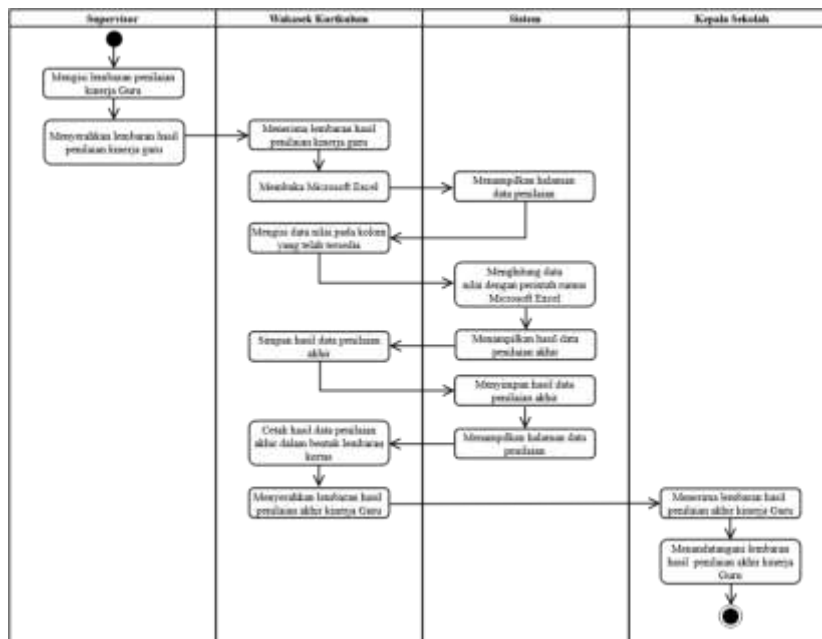 Supervisor
Wakasek Kurikulum
Sistem
Kepala Sekolah
Mengisi lembaran penilaian
kinerja Guru
Menyerahkan lembaran hasil
penilaian kinerja guru
Menerima lembaran hasil
penilaian kinerja guru
Membuka Microsoft Excel
Menampilkan halaman
data penilaian
Mengisi data nilai pada kolom
yang telah tersedia
Menghitung data
nilai dengan perintah rumus
Microsoft Excel
Menampilkan hasil data
penilaian akhir
Simpan hasil data penilaian
akhir
Menyimpan hasil data
penilaian akhir
Menampilkan halaman data
penilaian
Cetak hasil data penilaian
akhir dalam bentuk lembaran
kertas
Menyerahkan lembaran hasil
penilaian akhir kinerja Guru
Menerima lembaran hasil
penilaian akhir kinerja Guru
Menandatangani lembaran
hasil penilaian akhir kinerja
Guru